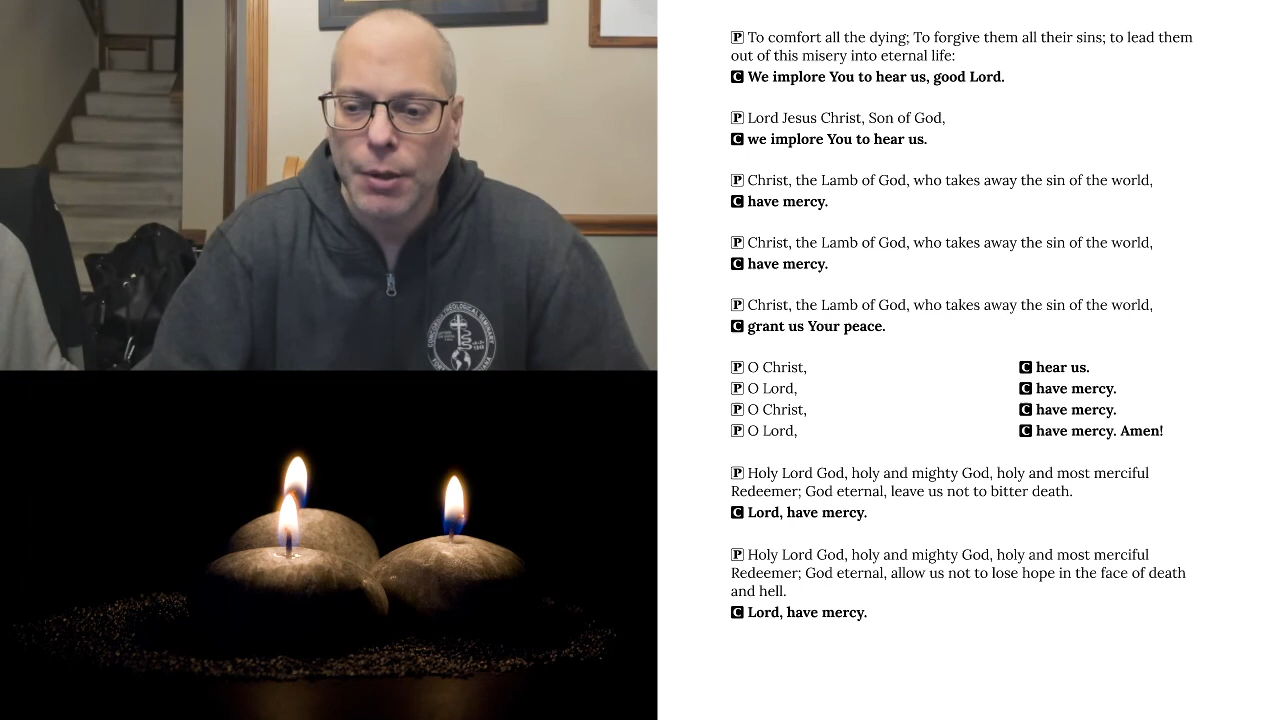 CONCORDIA THEOLOGICAL SEMINARY
P To comfort all the dying; To forgive them all their sins; to lead them
out of this misery into eternal life:
C We implore You to hear us, good Lord.
P Lord Jesus Christ, Son of God,
C we implore You to hear us.
P Christ, the Lamb of God, who takes away the sin of the world,
C have mercy.
P Christ, the Lamb of God, who takes away the sin of the world,
C have mercy.
P Christ, the Lamb of God, who takes away the sin of the world,
C grant us Your peace.
P O Christ, C hear us.
P O Lord, C have mercy.
P O Christ, C have mercy.
P O Lord, C have mercy. Amen!
P Holy Lord God, holy and mighty God, holy and most merciful
Redeemer; God eternal, leave us not to bitter death.
C Lord, have mercy.
P Holy Lord God, holy and mighty God, holy and most merciful
Redeemer; God eternal, allow us not to lose hope in the face of death
and hell.
C Lord, have mercy.